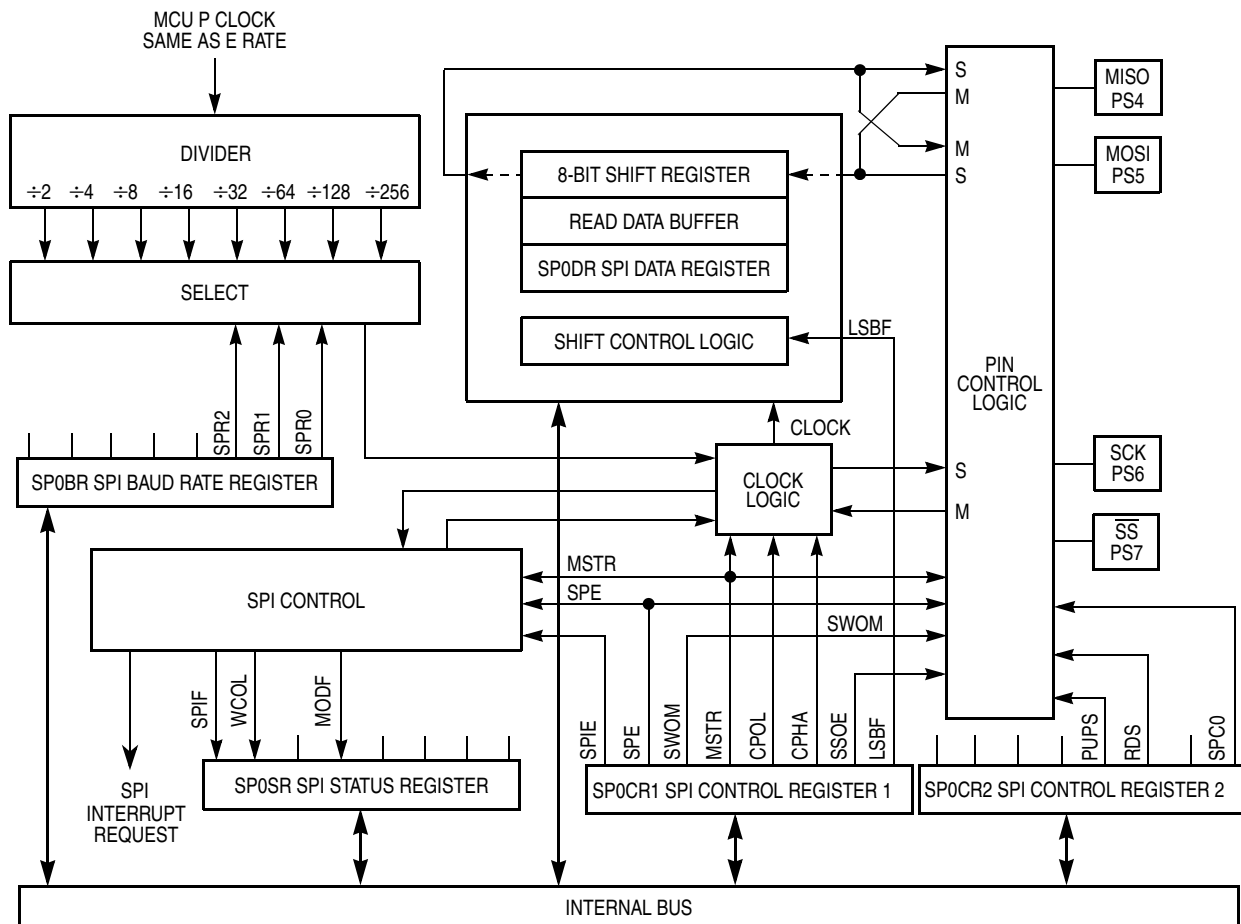 MCU P CLOCK
SAME AS E RATE
DIVIDER
÷2 ÷4 ÷8 ÷16 ÷32 ÷64 ÷128 ÷256
SELECT
SPR2
SPR1
SPR0
SP0BR SPI BAUD RATE REGISTER
8-BIT SHIFT REGISTER
READ DATA BUFFER
SP0DR SPI DATA REGISTER
SHIFT CONTROL LOGIC
LSBF
CLOCK
CLOCK
LOGIC
S
M
M
S
PIN
CONTROL
LOGIC
S
M
MISO
PS4
MOSI
PS5
SCK
PS6
SS
PS7
SPI CONTROL
MSTR
SPE
SWOM
SPIF
WCOL
MODF
SPI
INTERRUPT
REQUEST
SP0SR SPI STATUS REGISTER
SPIE
SPE
SWOM
MSTR
CPOL
CPHA
SSOE
LSBF
SP0CR1 SPI CONTROL REGISTER 1
PUPS
RDS
SPC0
SP0CR2 SPI CONTROL REGISTER 2
INTERNAL BUS